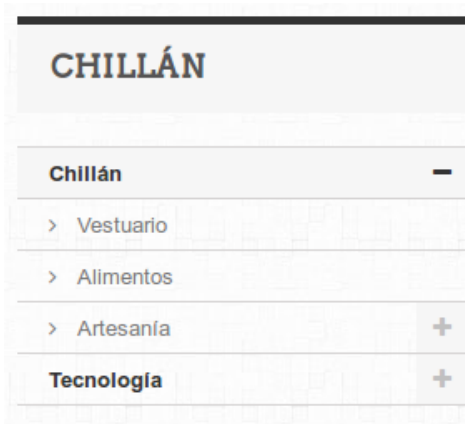 CHILLÁN
Chillán
Vestuario
Alimentos
Artesanía
Tecnología